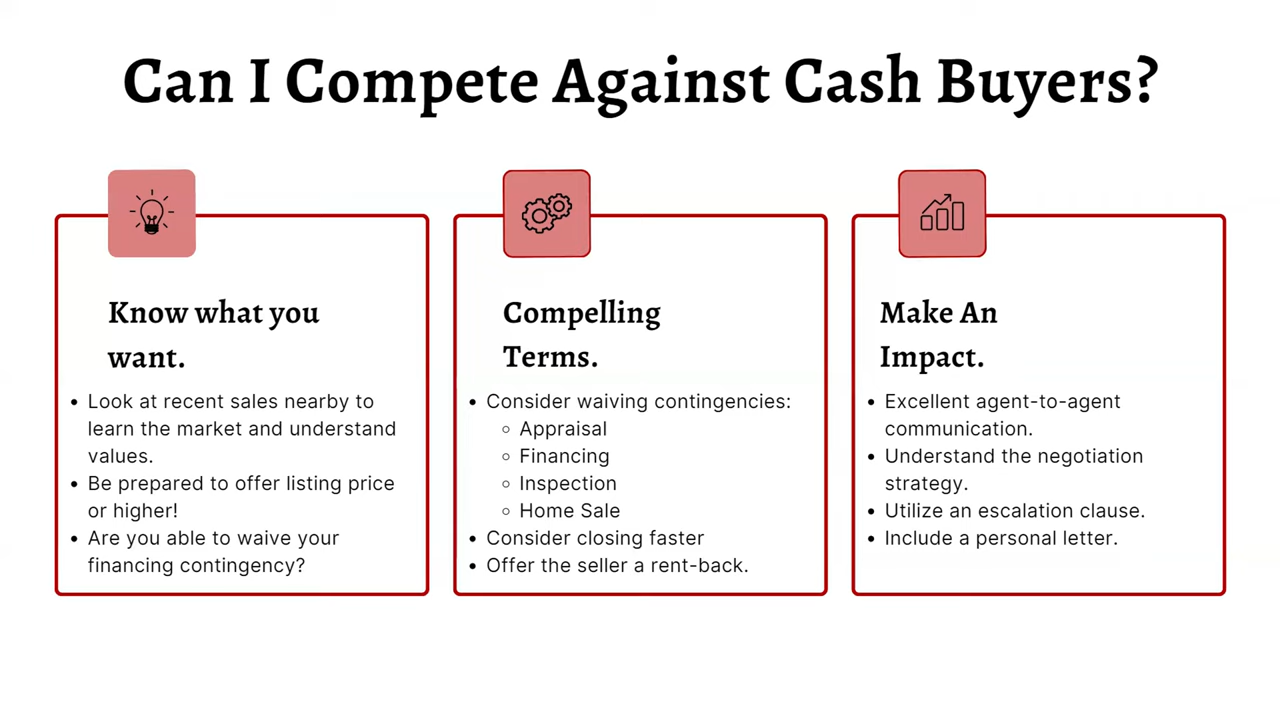 Can I Compete Against Cash Buyers?
Know what you
want.
• Look at recent sales nearby to
learn the market and understand
values.
• Be prepared to offer listing price
or higher!
• Are you able to waive your
financing contingency?
Compelling
Terms.
• Consider waiving contingencies:
◦ Appraisal
◦ Financing
◦ Inspection
◦ Home Sale
• Consider closing faster
• Offer the seller a rent-back.
Make An
Impact.
• Excellent agent-to-agent
communication.
• Understand the negotiation
strategy.
• Utilize an escalation clause.
• Include a personal letter.